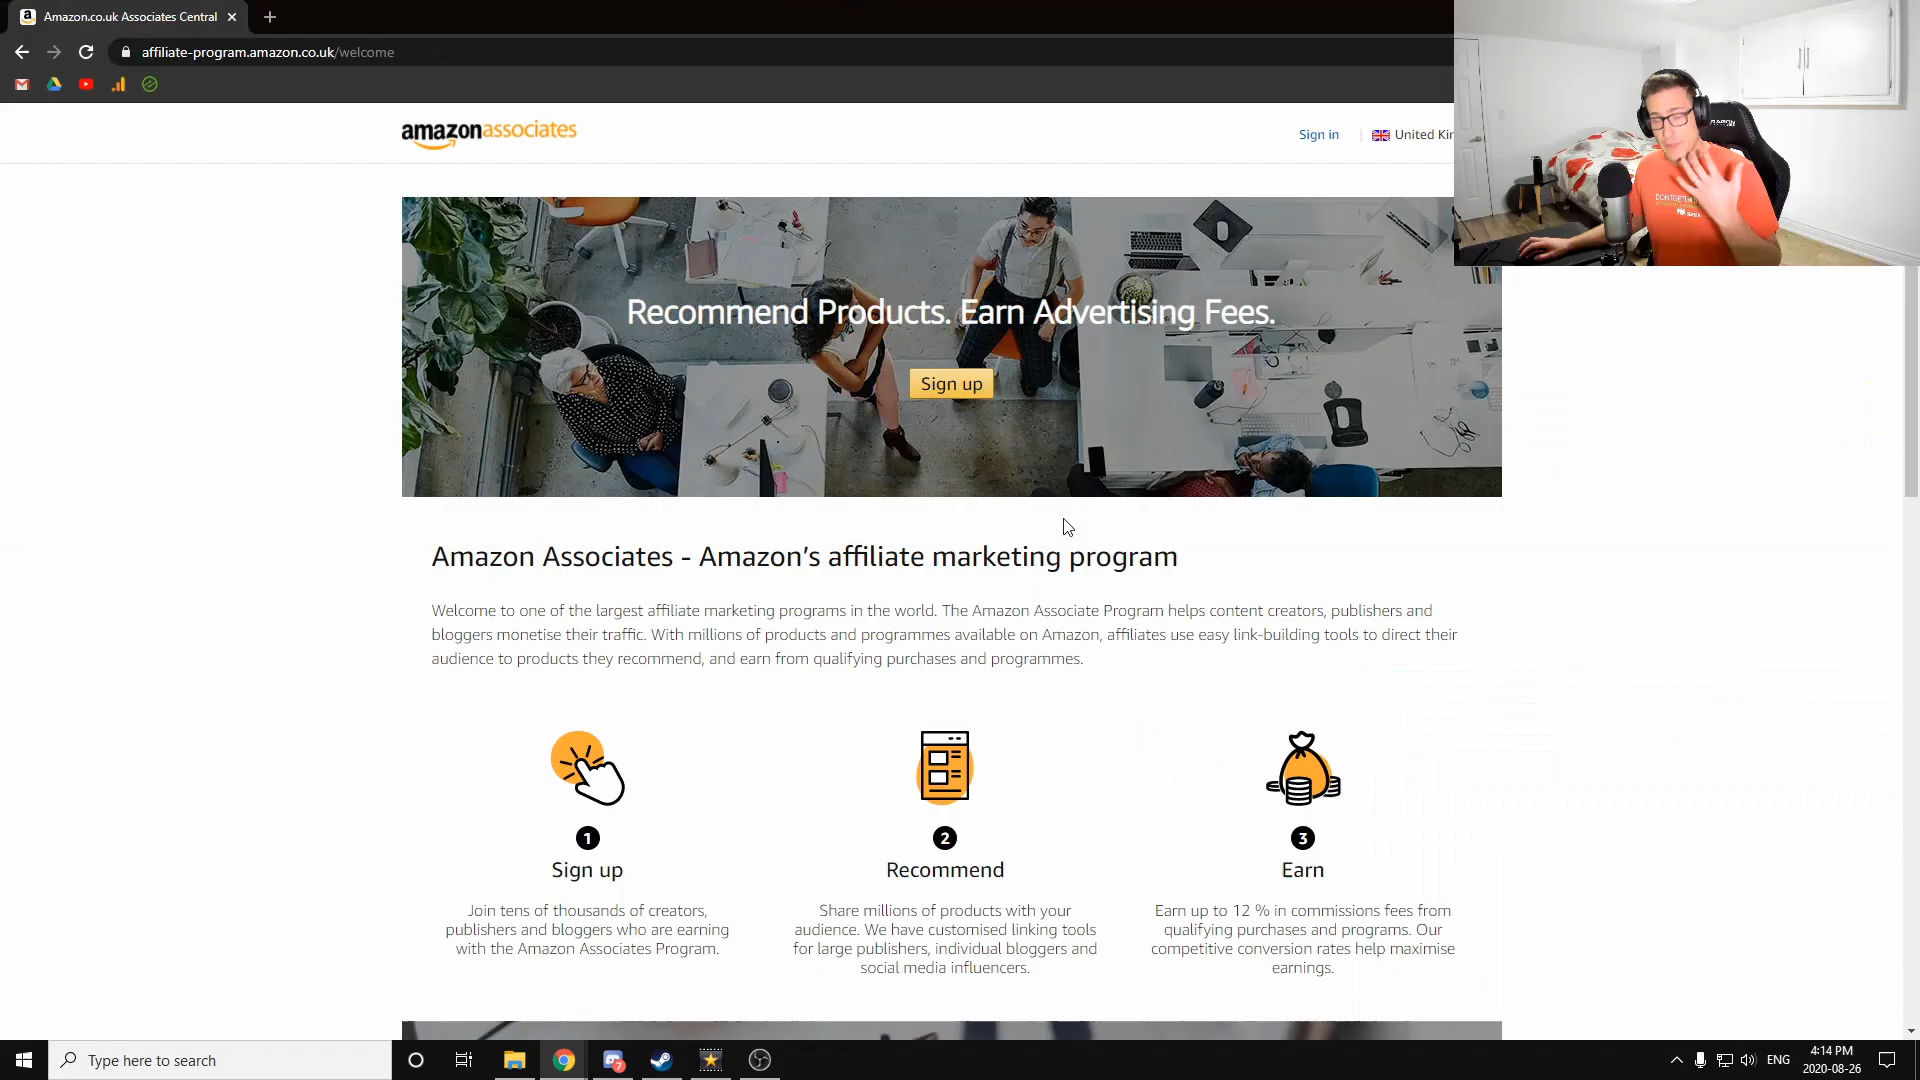 Amazon.co.uk Associates Central
affiliate-program.amazon.co.uk/welcome
amazonassociates
Sign in
United Kin
Recommend Products. Earn Advertising Fees.
Sign up
Amazon Associates - Amazon's affiliate marketing program
Welcome to one of the largest affiliate marketing programs in the world. The Amazon Associate Program helps content creators, publishers and
bloggers monetise their traffic. With millions of products and programmes available on Amazon, affiliates use easy link-building tools to direct their
audience to products they recommend, and earn from qualifying purchases and programmes.
1
Sign up
Join tens of thousands of creators,
publishers and bloggers who are earning
with the Amazon Associates Program.
2
Recommend
Share millions of products with your
audience. We have customised linking tools
for large publishers, individual bloggers and
social media influencers.
3
Earn
Earn up to 12 % in commissions fees from
qualifying purchases and programs. Our
competitive conversion rates help maximise
earnings.
Type here to search
7
ENG
4:14 PM
2020-08-26